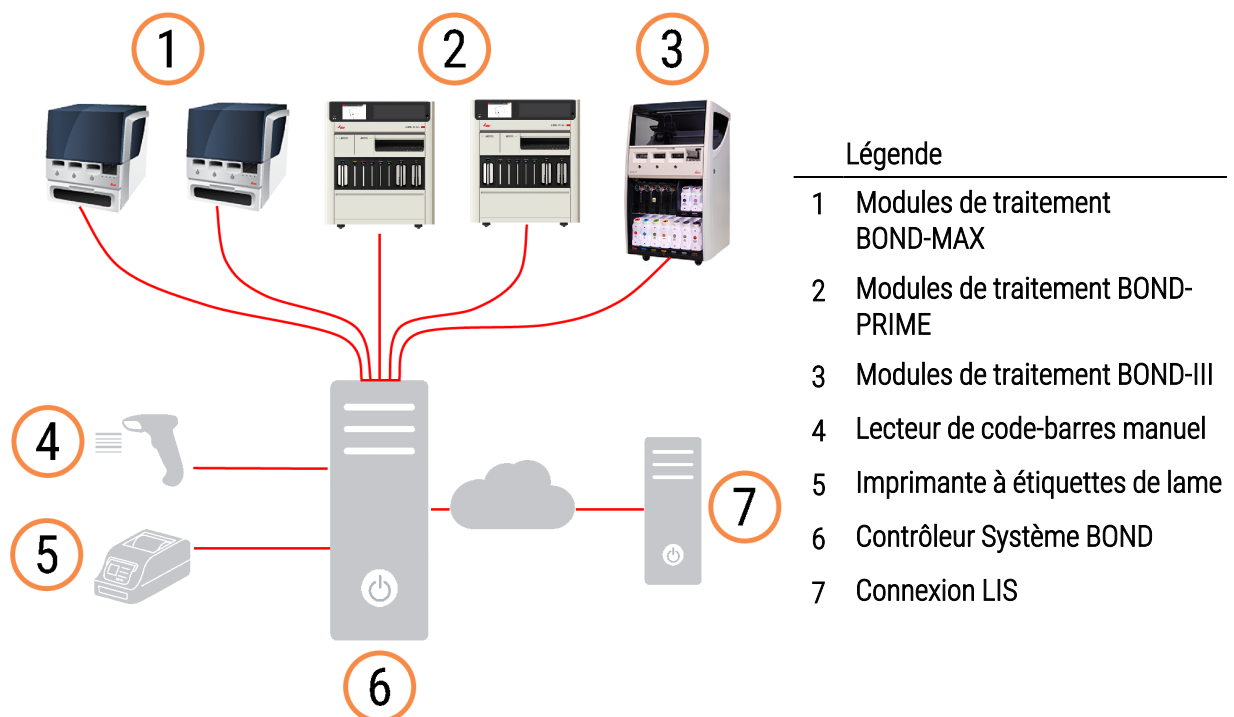 1
2
3
4
5
6
7
Légende
1 Modules de traitement
BOND-MAX
2 Modules de traitement BOND-
PRIME
3 Modules de traitement BOND-III
4 Lecteur de code-barres manuel
5 Imprimante à étiquettes de lame
6 Contrôleur Système BOND
7 Connexion LIS